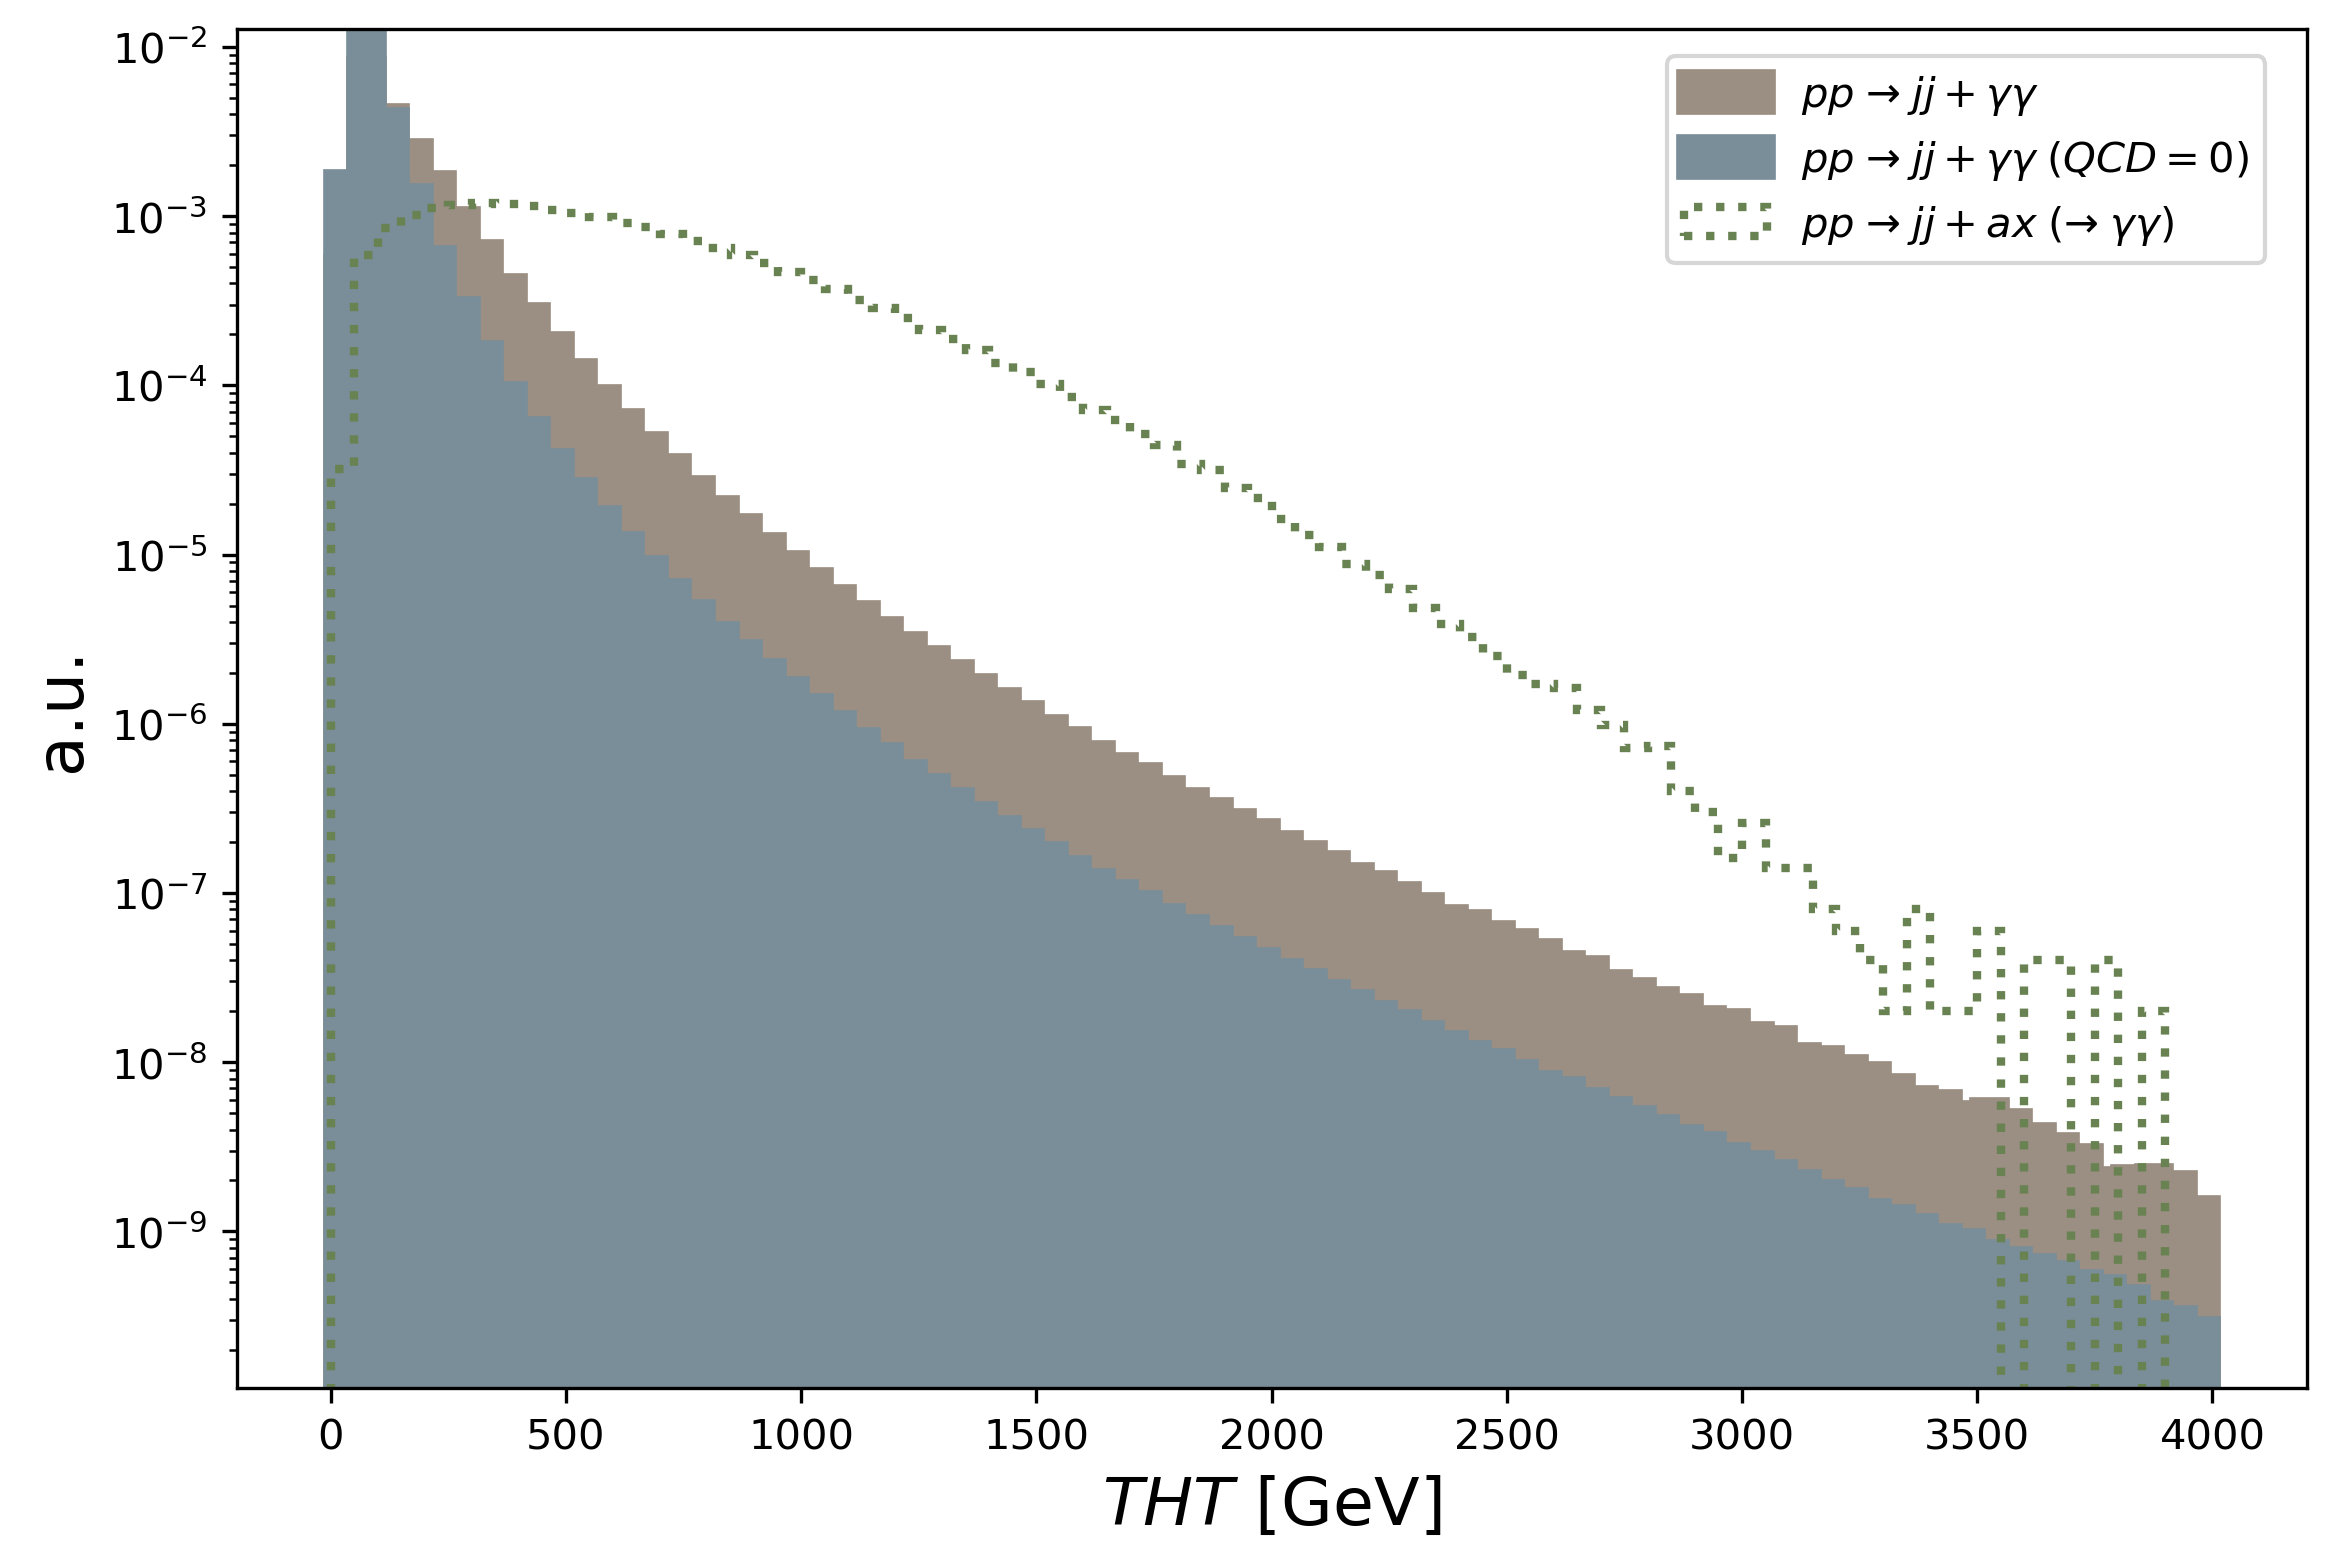 10⁻²
10⁻³
10⁻⁴
10⁻⁵
10⁻⁶
10⁻⁷
10⁻⁸
10⁻⁹
a.u.
pp → jj + γγ
pp → jj + γγ (QCD = 0)
pp → jj + ax (→ γγ)
0 500 1000 1500 2000 2500 3000 3500 4000
THT [GeV]